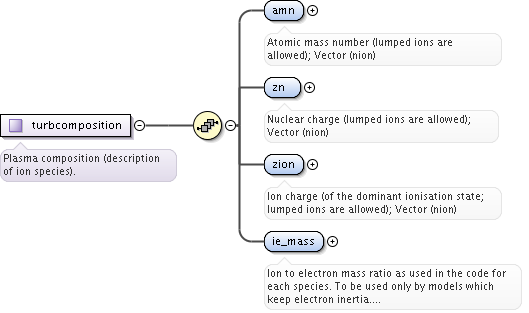 amn
Atomic mass number (lumped ions are
allowed); Vector (nion)
zn
Nuclear charge (lumped ions are allowed);
Vector (nion)
turbcomposition
Plasma composition (description
of ion species).
zion
Ion charge (of the dominant ionisation state;
lumped ions are allowed); Vector (nion)
ie_mass
Ion to electron mass ratio as used in the code for
each species. To be used only by models which
keep electron inertia....